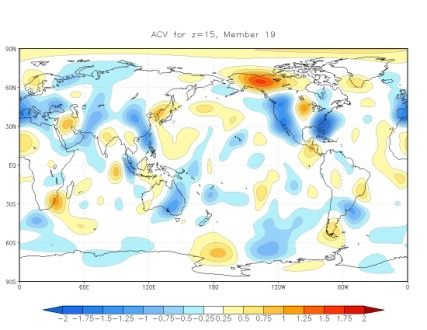 ACV for z=15, Member 19
90N
60N
30N
EQ
30S
60S
90S
0 60E 120E 180 120W 60W 0
-2 -1.75 -1.5 -1.25 -1 -0.75 -0.5 -0.25 0.25 0.5 0.75 1 1.25 1.5 1.75 2